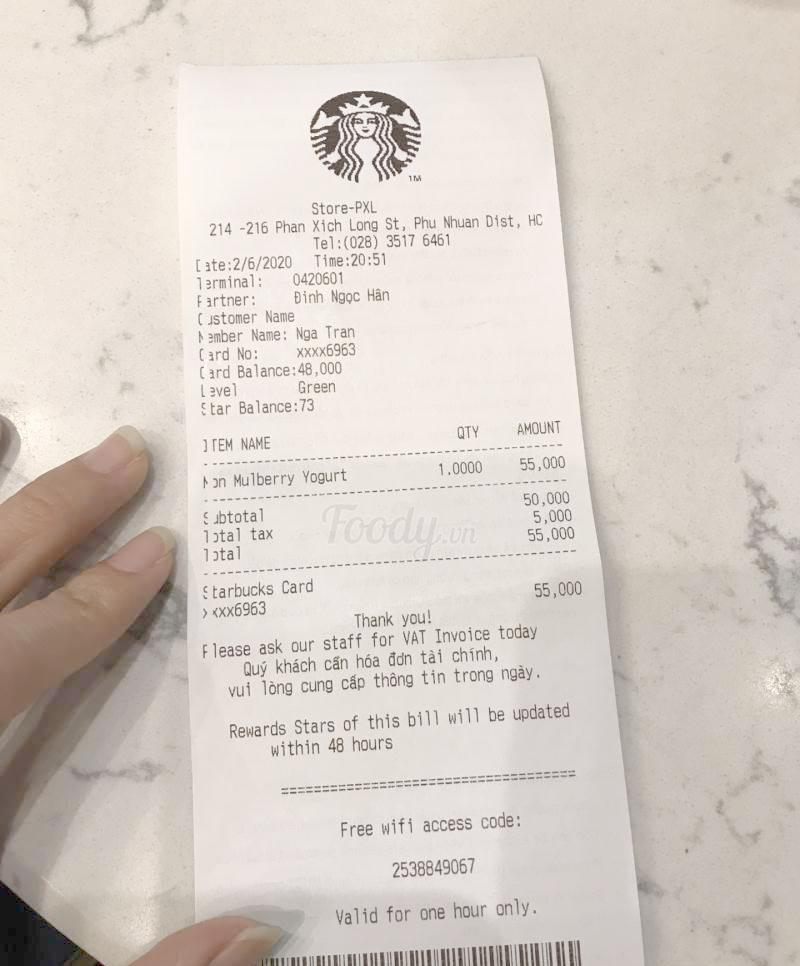 TM
Store-PXL
214 -216 Phan Xich Long St, Phu Nhuan Dist, HC
Tel:(028) 3517 6461
Date:2/6/2020 Time:20:51
Terminal: 0420601
Partner: Đinh Ngọc Hân
Customer Name
Member Name: Nga Tran
Card No: xxxx6963
Card Balance:48,000
Level Green
Star Balance:73
ITEM NAME QTY AMOUNT
Non Mulberry Yogurt 1.0000 55,000
Subtotal 50,000
Total tax 5,000
Total 55,000
Foody.vn
Starbucks Card 55,000
xxxx6963
Thank you!
Please ask our staff for VAT Invoice today
Quý khách cần hóa đơn tài chính,
vui lòng cung cấp thông tin trong ngày.
Rewards Stars of this bill will be updated
within 48 hours
Free wifi access code:
2538849067
Valid for one hour only.